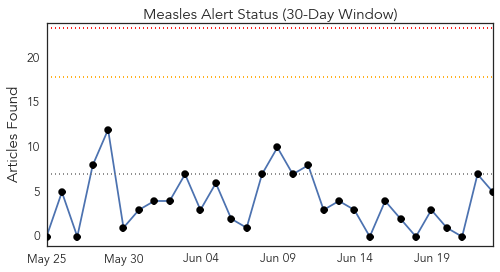 Measles Alert Status (30-Day Window)
Articles Found
20
15
10
5
0
May 25
May 30
Jun 04
Jun 09
Jun 14
Jun 19